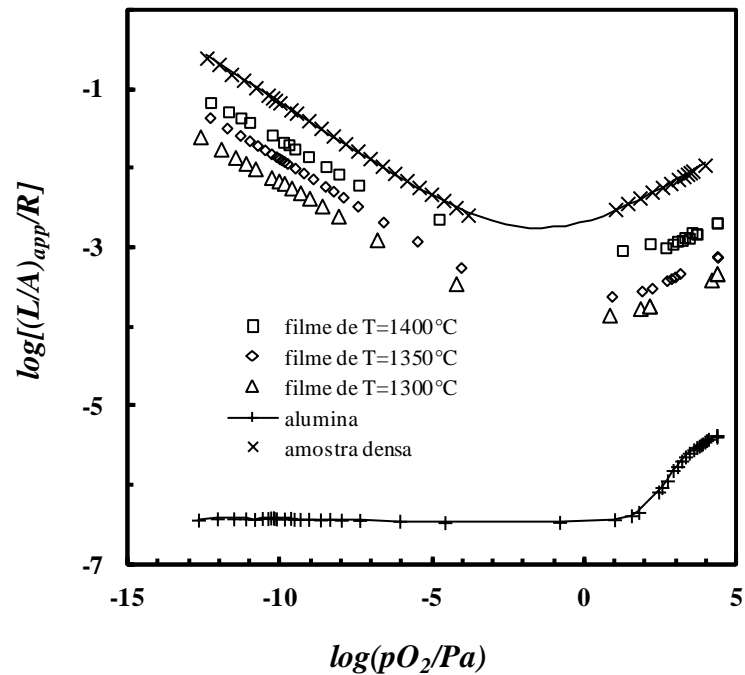 -1
-3
-5
-7
log[(L/A)app/R]
filme de T=1400°C
filme de T=1350°C
filme de T=1300°C
alumina
amostra densa
-15 -10 -5 0 5
log(pO2/Pa)